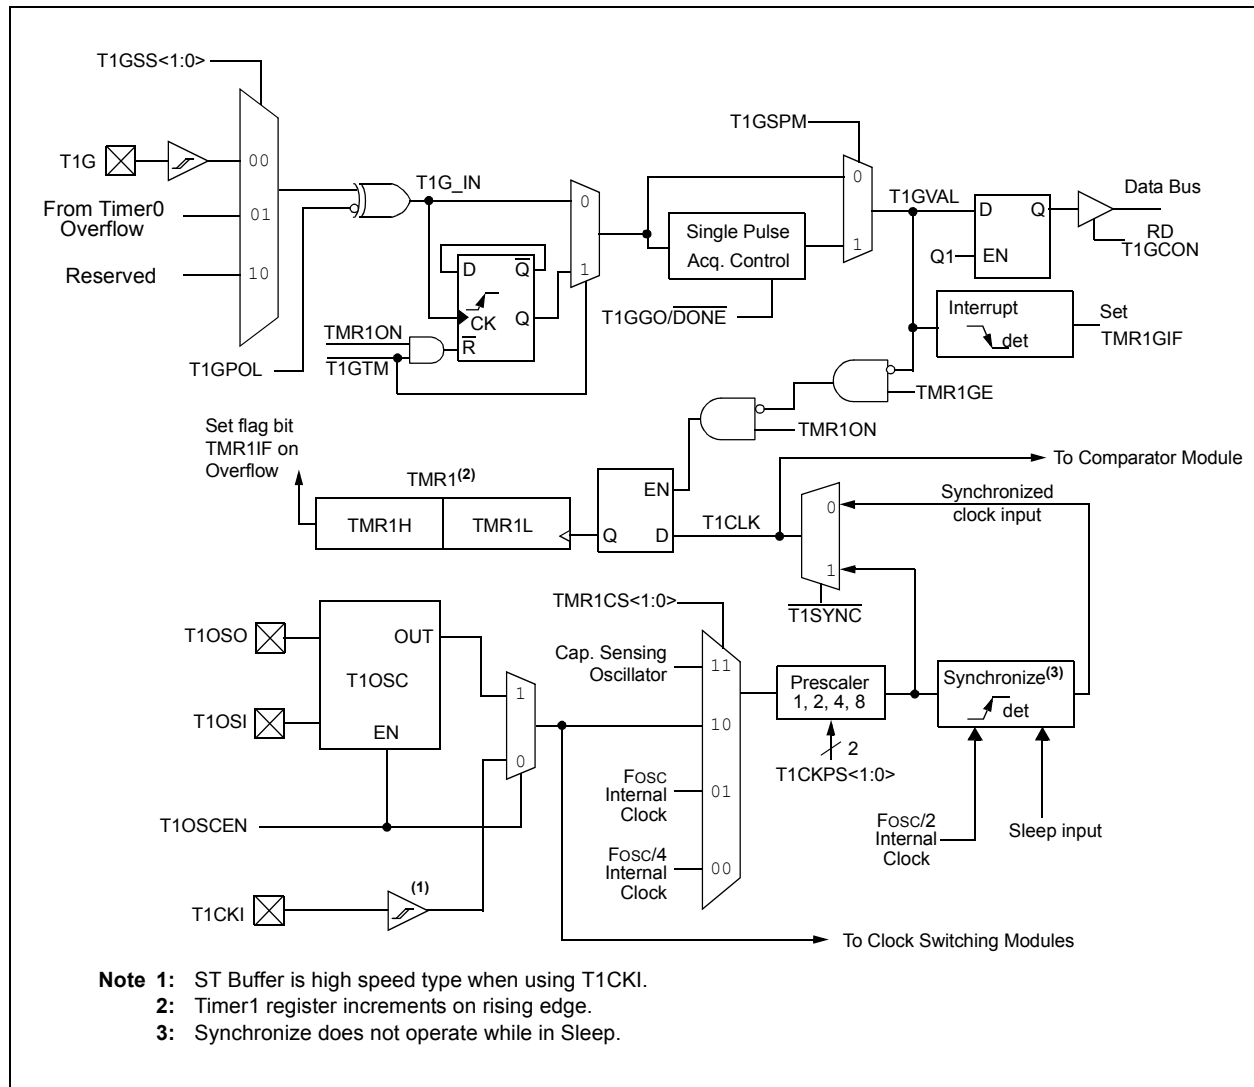 T1GSS<1:0>
T1G
00
From Timer0
Overflow
01
Reserved
10
T1GPOL
T1G_IN
0
1
D
Q
CK
Q
R
TMR1ON
T1GTM
T1GSPM
0
1
Single Pulse
Acq. Control
T1GGO/DONE
T1GVAL
D
Q
Q1
EN
Data Bus
RD
T1GCON
Interrupt
det
Set
TMR1GIF
TMR1GE
TMR1ON
Set flag bit
TMR1IF on
Overflow
TMR1(2)
TMR1H
TMR1L
EN
Q
D
T1CLK
To Comparator Module
0
1
Synchronized
clock input
T1SYNC
T1OSO
T1OSI
OUT
T1OSC
EN
1
0
T1OSCEN
T1CKI
(1)
TMR1CS<1:0>
Cap. Sensing
Oscillator
11
10
FOSC
Internal
Clock
01
FOSC/4
Internal
Clock
00
Prescaler
1, 2, 4, 8
2
T1CKPS<1:0>
Synchronize(3)
det
FOSC/2
Internal
Clock
Sleep input
To Clock Switching Modules
Note 1: ST Buffer is high speed type when using T1CKI.
2: Timer1 register increments on rising edge.
3: Synchronize does not operate while in Sleep.